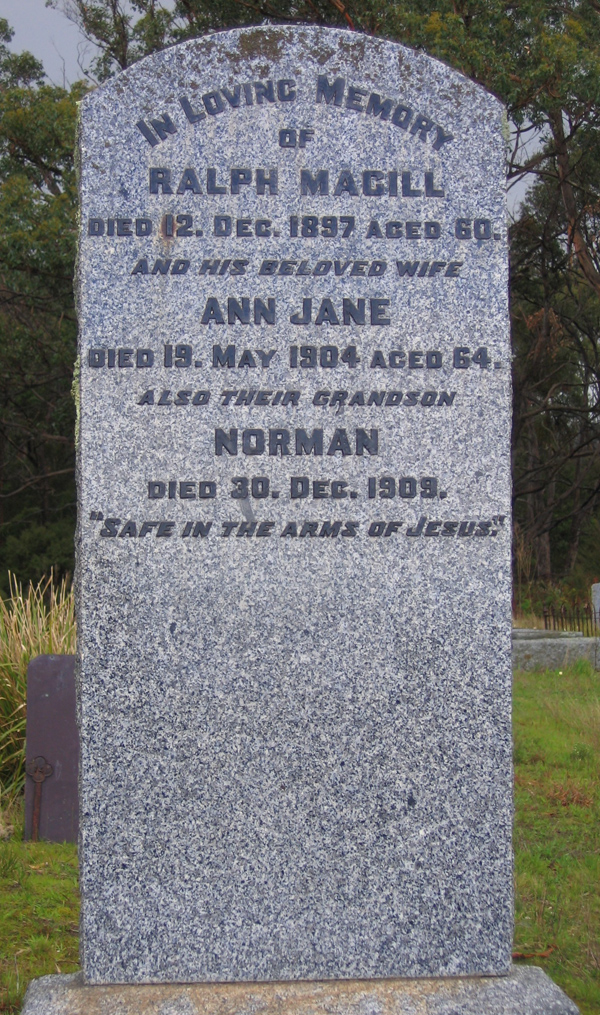 In Loving Memory
OF
RALPH MAGILL
DIED 12. DEC. 1897 AGED 60.
AND HIS BELOVED WIFE
ANN JANE
DIED 19. MAY 1904 AGED 64.
ALSO THEIR GRANDSON
NORMAN
DIED 30. DEC. 1909.
"SAFE IN THE ARMS OF JESUS."